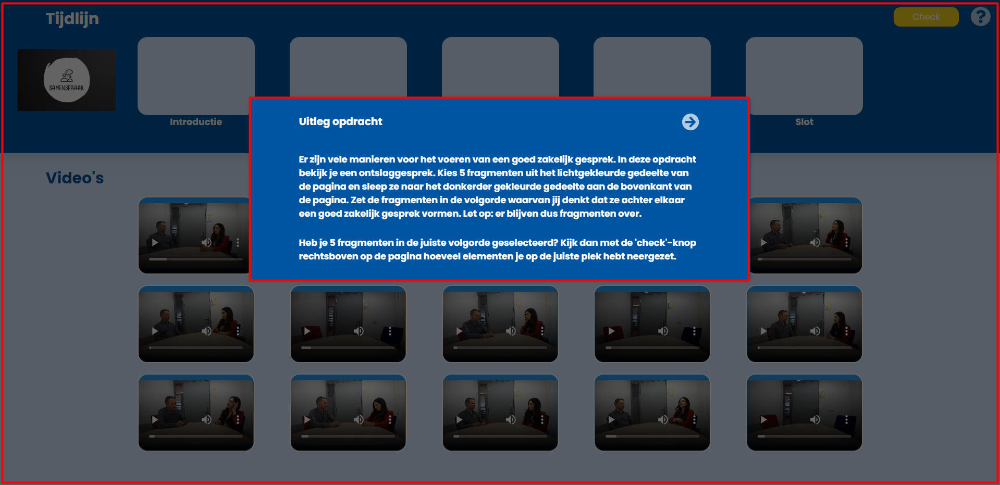 Tijdlijn
Check
?
SAMENSPRAAK
Introductie
Slot
Uitleg opdracht
Er zijn vele manieren voor het voeren van een goed zakelijk gesprek. In deze opdracht
bekijk je een ontslaggesprek. Kies 5 fragmenten uit het lichtgekleurde gedeelte van
de pagina en sleep ze naar het donkerder gekleurde gedeelte aan de bovenkant van
de pagina. Zet de fragmenten in de volgorde waarvan jij denkt dat ze achter elkaar
een goed zakelijk gesprek vormen. Let op: er blijven dus fragmenten over.
Heb je 5 fragmenten in de juiste volgorde geselecteerd? Kijk dan met de 'check'-knop
rechtsboven op de pagina hoeveel elementen je op de juiste plek hebt neergezet.
Video's